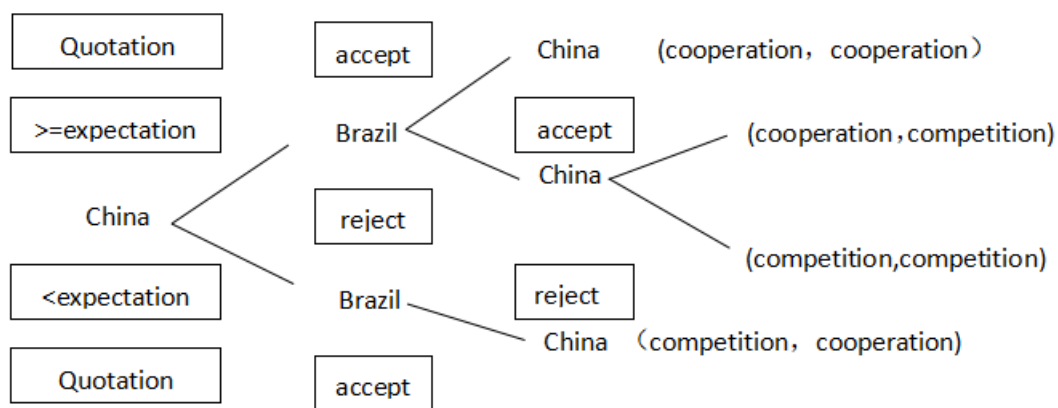 Quotation
accept
China (cooperation，cooperation）
>=expectation
Brazil
accept
(cooperation,competition)
China
China
reject
(competition,competition)
<expectation
Brazil
reject
China （competition，cooperation)
Quotation
accept